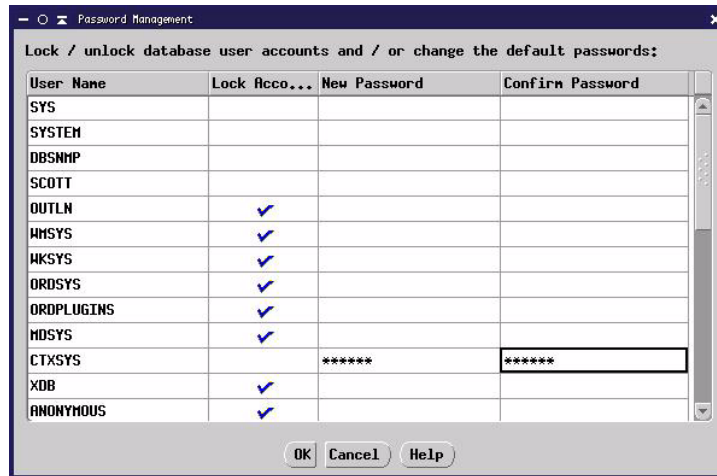 Password Management
Lock / unlock database user accounts and / or change the default passwords:
User Name Lock Acco... New Password Confirm Password
SYS
SYSTEM
DBSNMP
SCOTT
OUTLN
WMSYS
WKSYS
ORDSYS
ORDPLUGINS
MDSYS
CTXSYS ****** ******
XDB
ANONYMOUS
OK Cancel Help